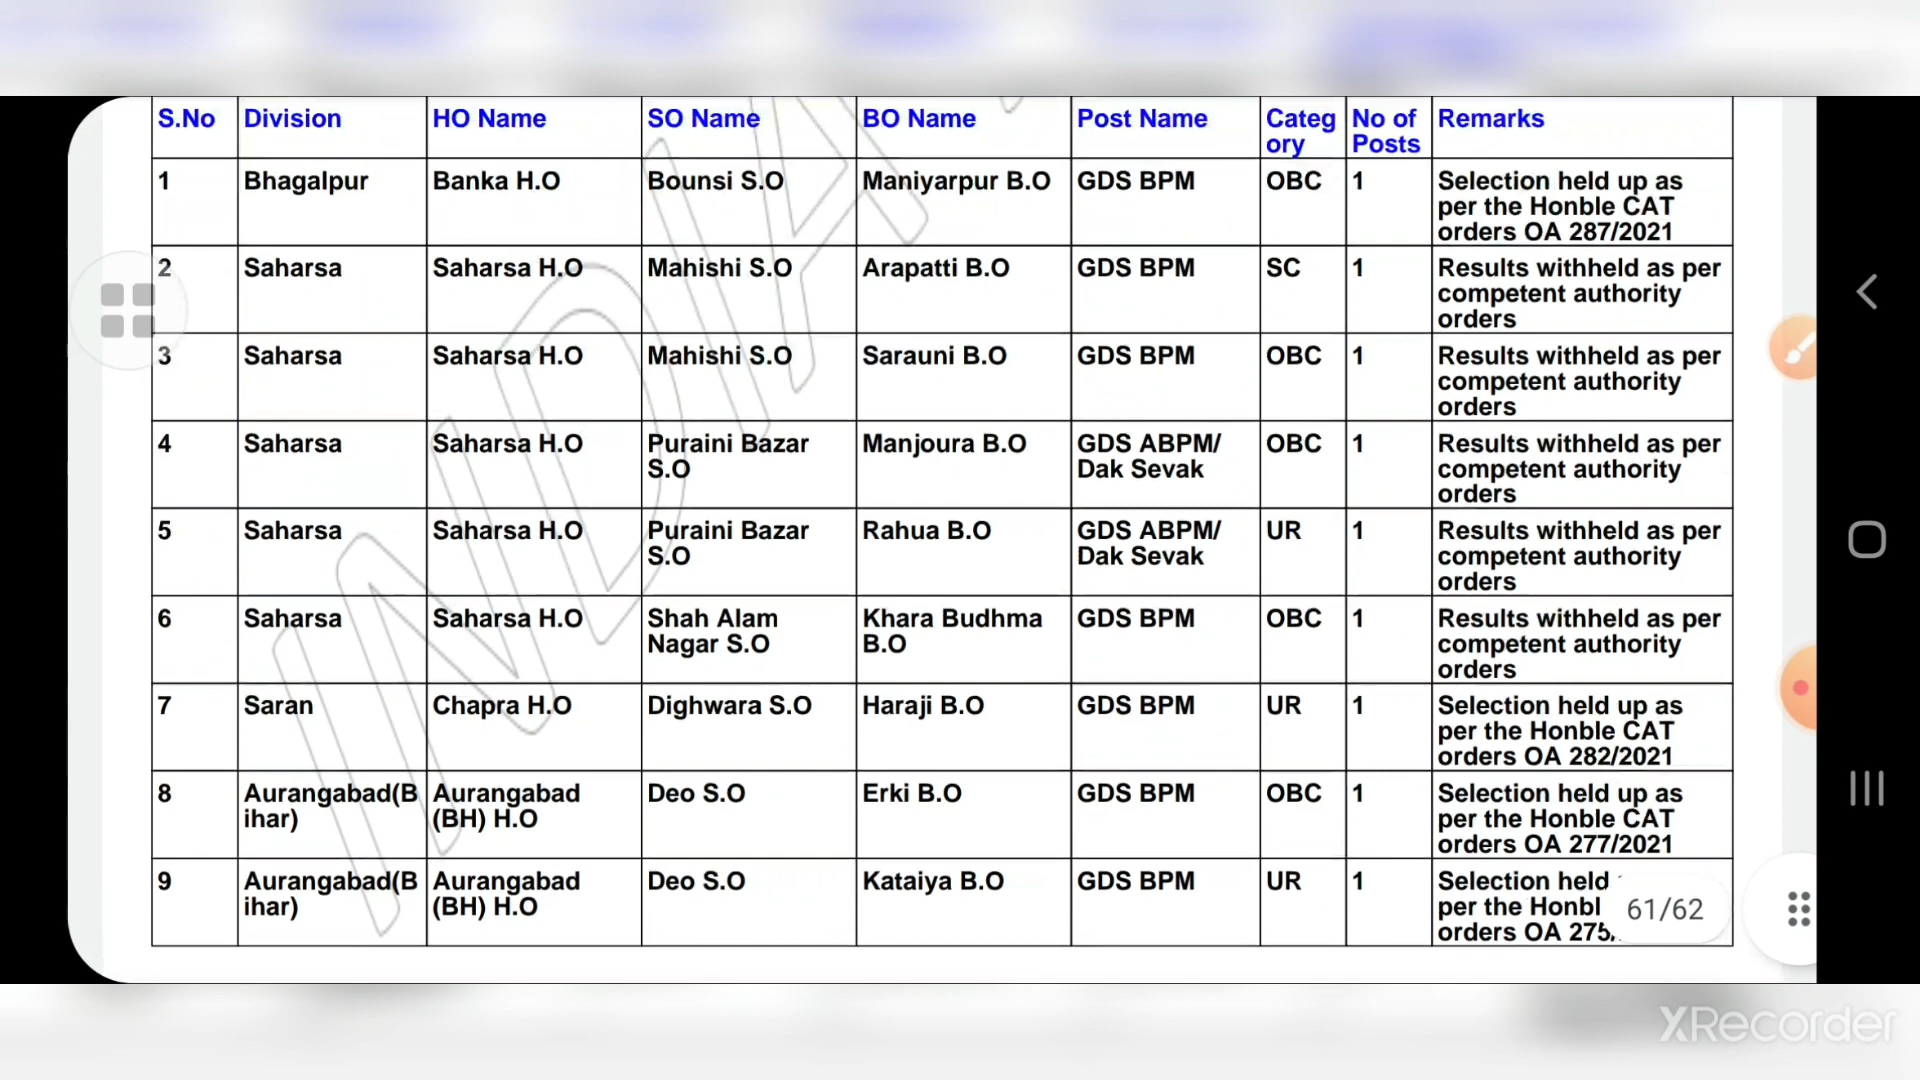 S.No Division HO Name SO Name BO Name Post Name Categ ory No of Posts Remarks
1 Bhagalpur Banka H.O Bounsi S.O Maniyarpur B.O GDS BPM OBC 1 Selection held up as per the Honble CAT orders OA 287/2021
2 Saharsa Saharsa H.O Mahishi S.O Arapatti B.O GDS BPM SC 1 Results withheld as per competent authority orders
3 Saharsa Saharsa H.O Mahishi S.O Sarauni B.O GDS BPM OBC 1 Results withheld as per competent authority orders
4 Saharsa Saharsa H.O Puraini Bazar S.O Manjoura B.O GDS ABPM/ Dak Sevak OBC 1 Results withheld as per competent authority orders
5 Saharsa Saharsa H.O Puraini Bazar S.O Rahua B.O GDS ABPM/ Dak Sevak UR 1 Results withheld as per competent authority orders
6 Saharsa Saharsa H.O Shah Alam Nagar S.O Khara Budhma B.O GDS BPM OBC 1 Results withheld as per competent authority orders
7 Saran Chapra H.O Dighwara S.O Haraji B.O GDS BPM UR 1 Selection held up as per the Honble CAT orders OA 282/2021
8 Aurangabad(B ihar) Aurangabad (BH) H.O Deo S.O Erki B.O GDS BPM OBC 1 Selection held up as per the Honble CAT orders OA 277/2021
9 Aurangabad(B ihar) Aurangabad (BH) H.O Deo S.O Kataiya B.O GDS BPM UR 1 Selection held per the Honbl orders OA 275
61/62
INDIA
XRecorder